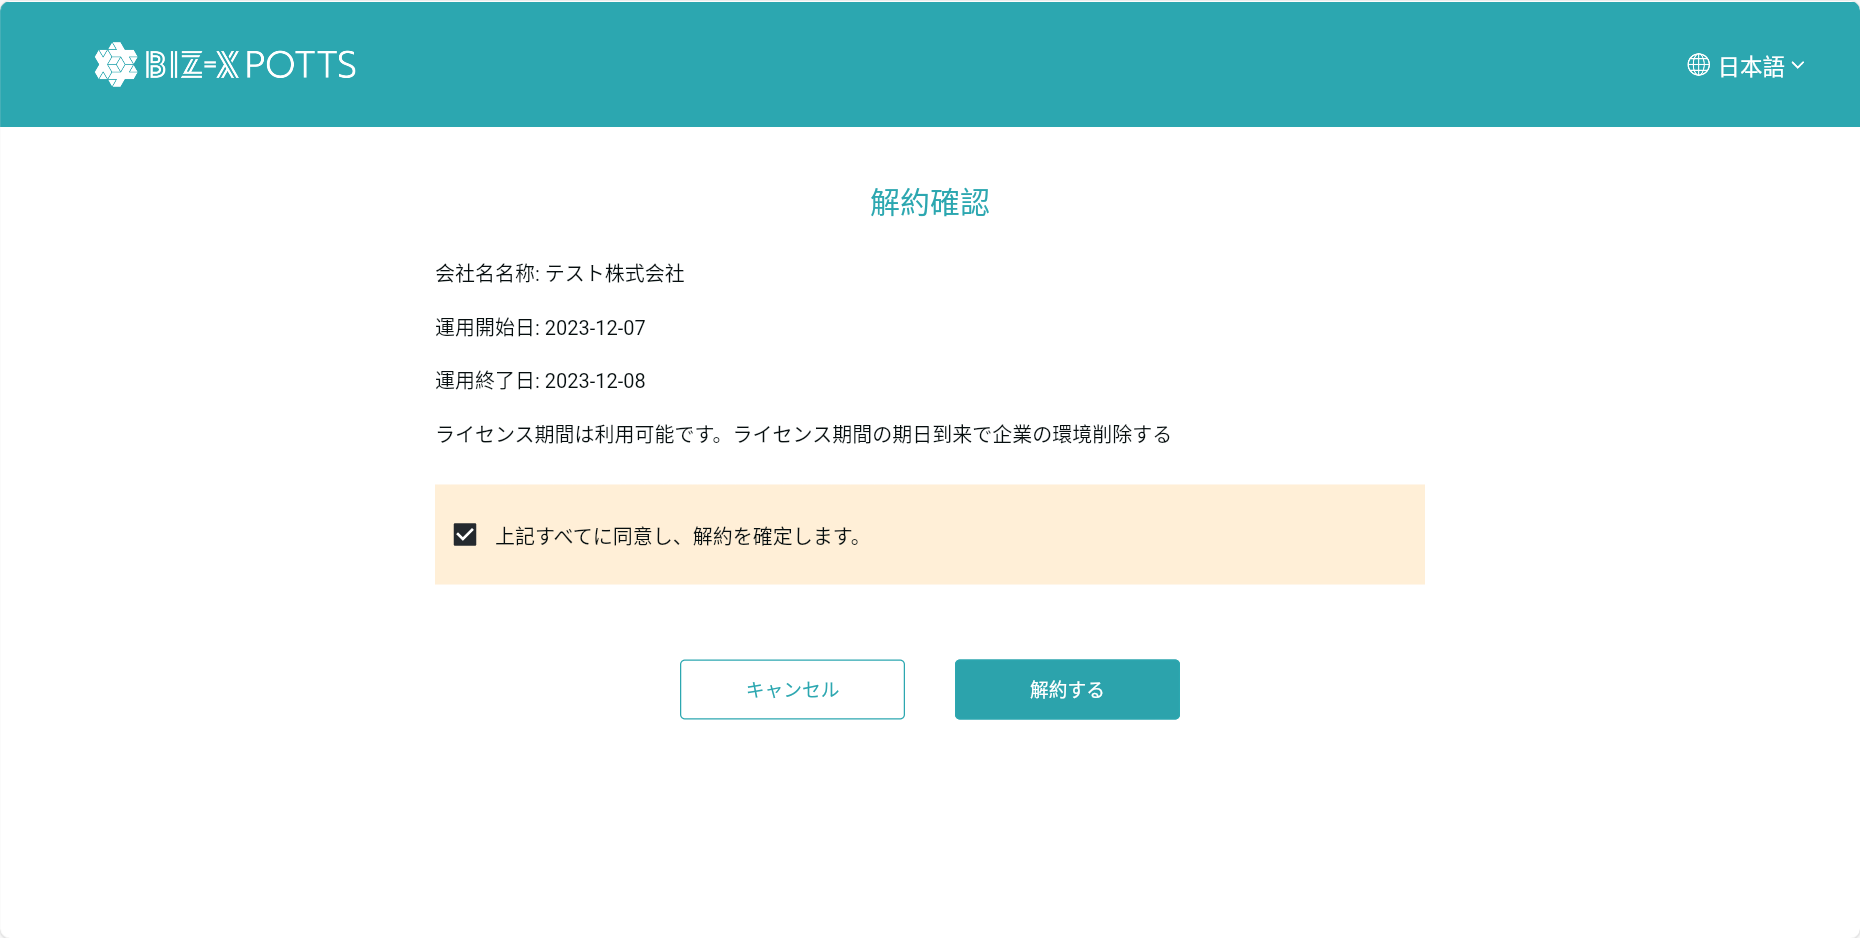 BIZ-X POTTS
日本語
解約確認
会社名名称: テスト株式会社
運用開始日: 2023-12-07
運用終了日: 2023-12-08
ライセンス期間は利用可能です。ライセンス期間の期日到来で企業の環境削除する
上記すべてに同意し、解約を確定します。
キャンセル
解約する